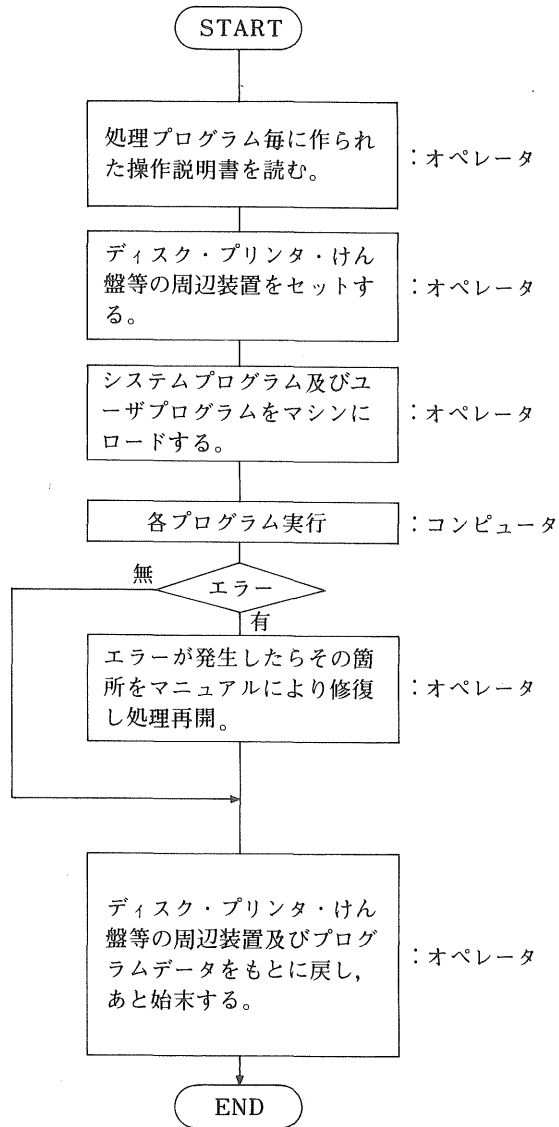 START
処理プログラム毎に作られ
た操作説明書を読む。
:オペレータ
ディスク・プリンタ・けん
盤等の周辺装置をセットす
る。
:オペレータ
システムプログラム及びユ
ーザプログラムをマシンに
ロードする。
:オペレータ
各プログラム実行
:コンピュータ
無
エラー
有
エラーが発生したらその箇
所をマニュアルにより修復
し処理再開。
:オペレータ
ディスク・プリンタ・けん
盤等の周辺装置及びプログ
ラムデータをもとに戻し,
あと始末する。
:オペレータ
END